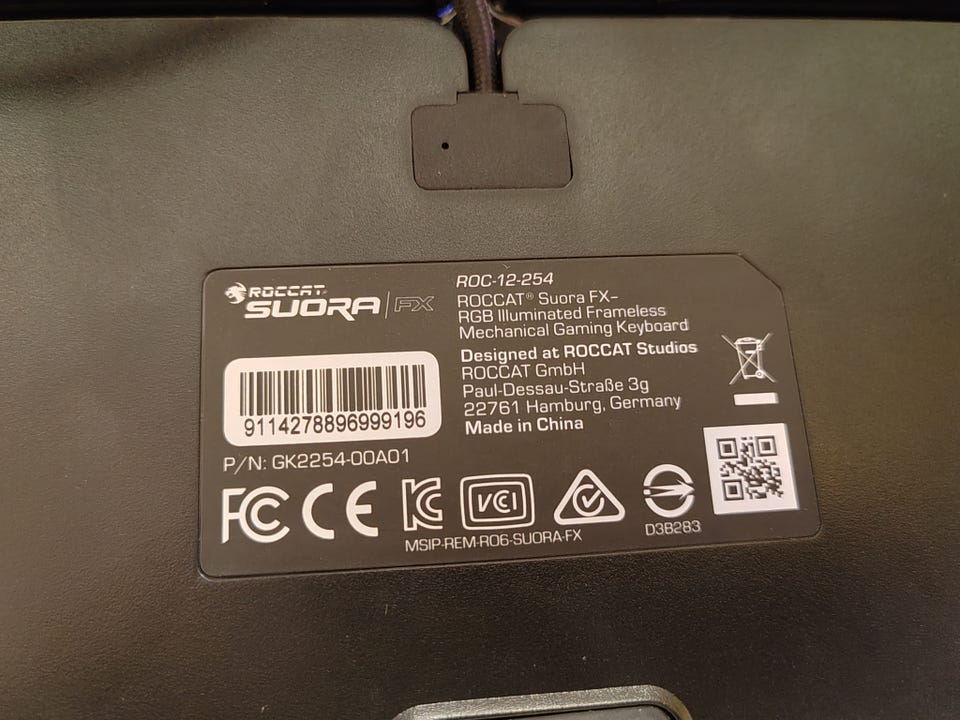 ROCCAT®
SUORA | FX
9114278896999196
P/N: GK2254-00A01
ROC-12-254
ROCCAT® Suora FX-
RGB Illuminated Frameless
Mechanical Gaming Keyboard
Designed at ROCCAT Studios
ROCCAT GmbH
Paul-Dessau-Straße 3g
22761 Hamburg, Germany
Made in China
FC CE KC VCI
MSIP-REM-R06-SUORA-FX
D3B283